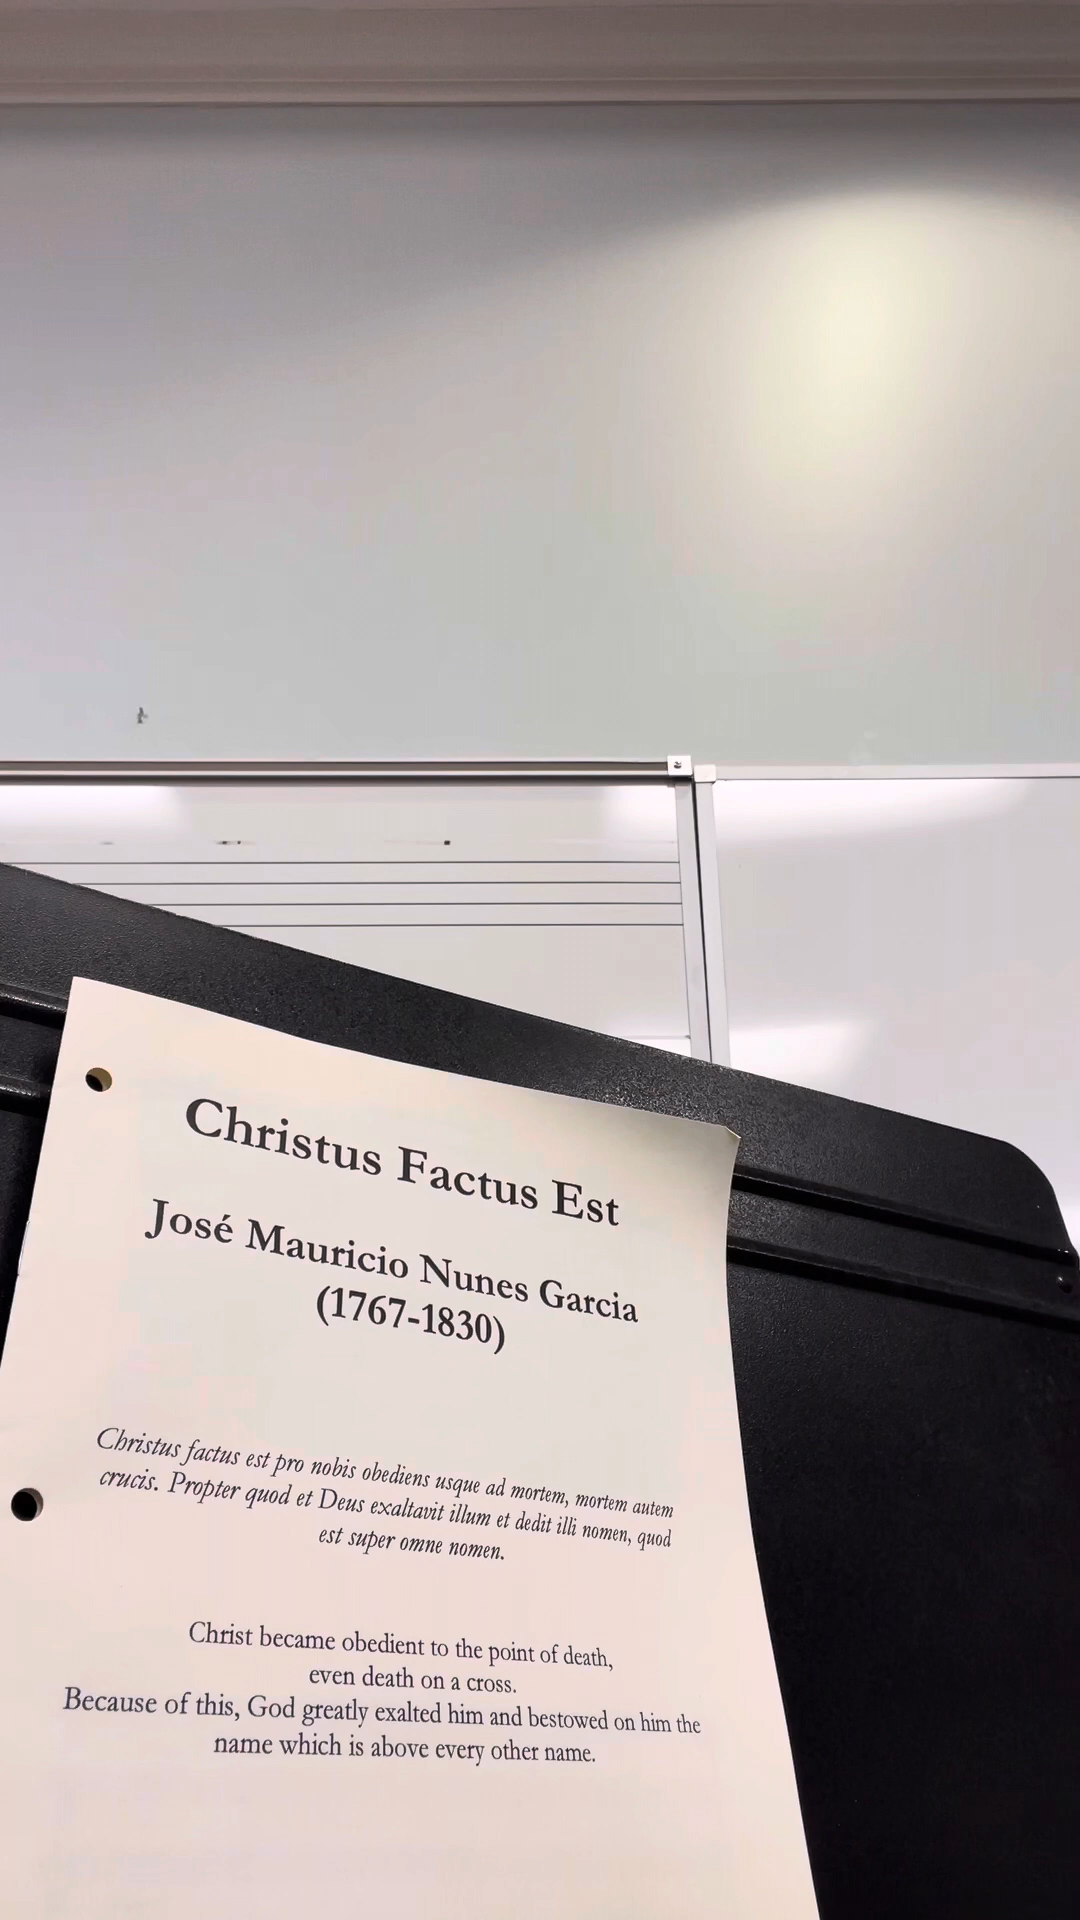 Christus Factus Est
José Mauricio Nunes Garcia
(1767-1830)
Christus factus est pro nobis obediens usque ad mortem, mortem autem
crucis. Propter quod et Deus exaltavit illum et dedit illi nomen, quod
est super omne nomen.
Christ became obedient to the point of death,
even death on a cross.
Because of this, God greatly exalted him and bestowed on him the
name which is above every other name.